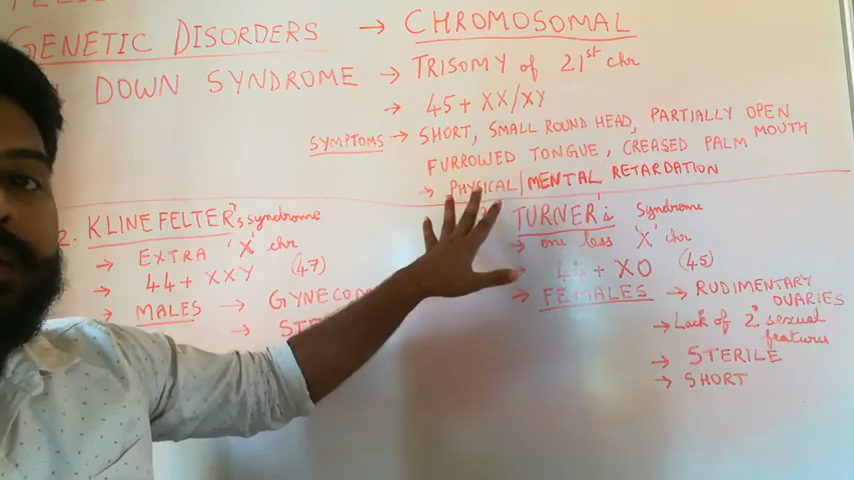 GENETIC DISORDERS → CHROMOSOMAL
DOWN SYNDROME → TRISOMY of 21st chr
→ 45 + XX/XY
SYMPTOMS → SHORT, SMALL ROUND HEAD, PARTIALLY OPEN MOUTH
FURROWED TONGUE, CREASED PALM
→ PHYSICAL/MENTAL RETARDATION
2. KLINEFELTER's syndrome
→ EXTRA 'X' chr
→ 44 + XXY (47)
→ MALES → GYNECO
→ STE
TURNER's Syndrome
→ one less 'X' chr
44 + XO (45)
→ FEMALES → RUDIMENTARY OVARIES
→ Lack of 2° sexual features
→ STERILE
→ SHORT